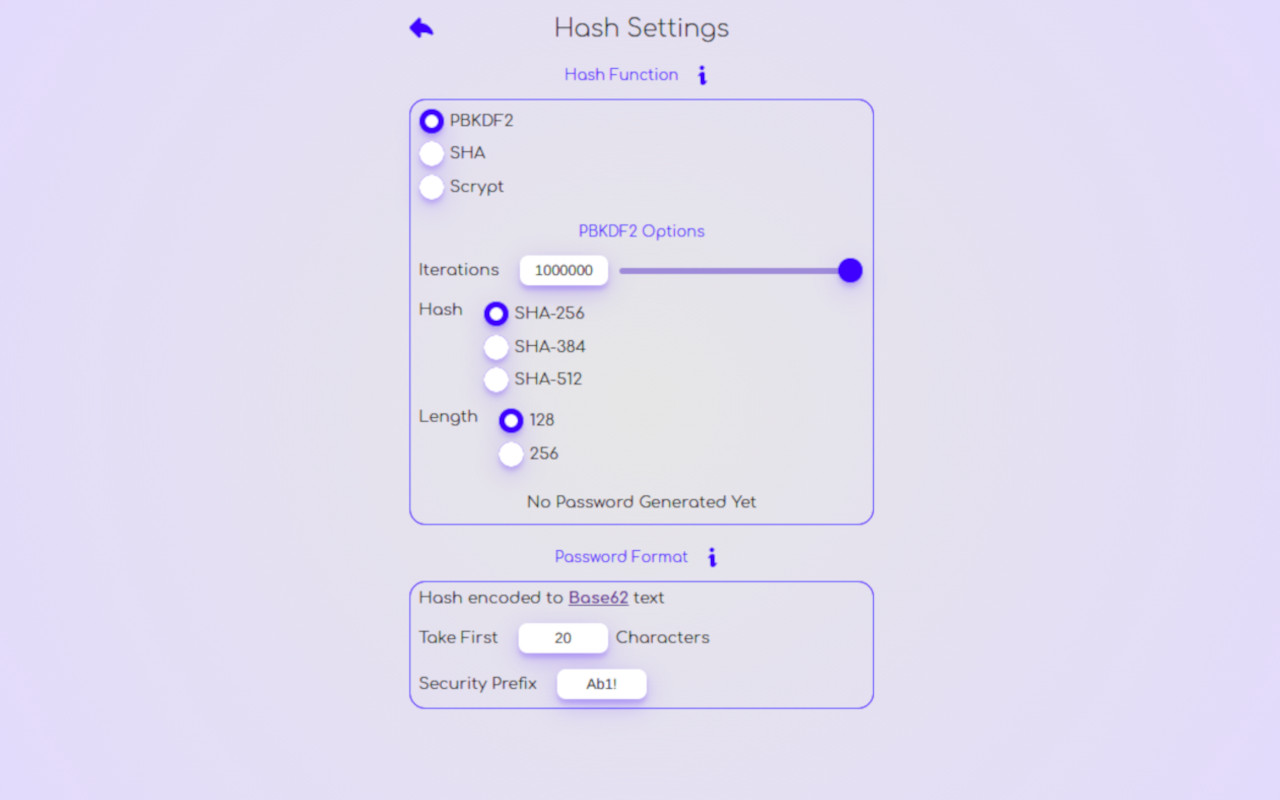 Hash Settings
Hash Function
PBKDF2
SHA
Scrypt
PBKDF2 Options
Iterations 1000000
Hash SHA-256
SHA-384
SHA-512
Length 128
256
No Password Generated Yet
Password Format
Hash encoded to Base62 text
Take First 20 Characters
Security Prefix Ab1!